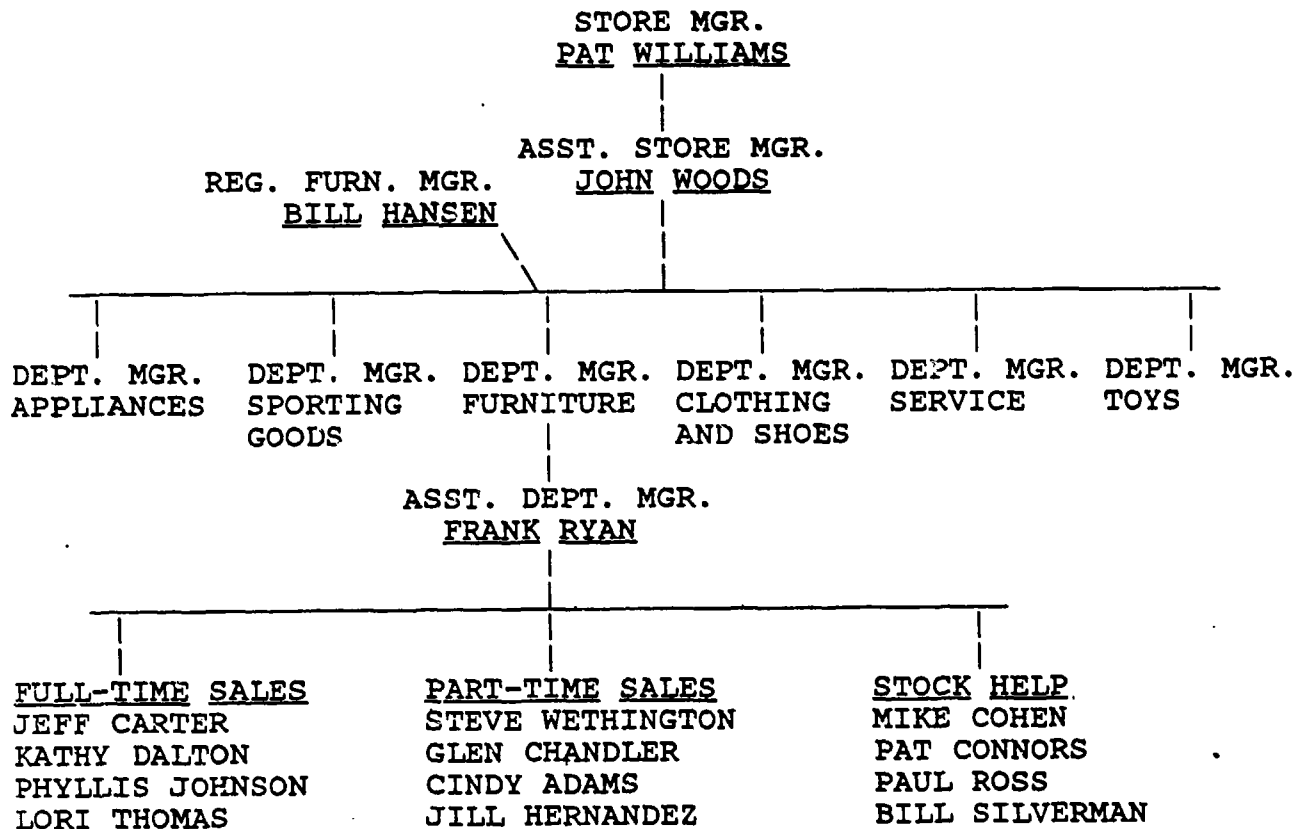 STORE MGR.
PAT WILLIAMS
ASST. STORE MGR.
JOHN WOODS
REG. FURN. MGR.
BILL HANSEN
DEPT. MGR.
APPLIANCES
DEPT. MGR.
SPORTING
GOODS
DEPT. MGR.
FURNITURE
DEPT. MGR.
CLOTHING
AND SHOES
DEPT. MGR.
SERVICE
DEPT. MGR.
TOYS
ASST. DEPT. MGR.
FRANK RYAN
FULL-TIME SALES
JEFF CARTER
KATHY DALTON
PHYLLIS JOHNSON
LORI THOMAS
PART-TIME SALES
STEVE WETHINGTON
GLEN CHANDLER
CINDY ADAMS
JILL HERNANDEZ
STOCK HELP
MIKE COHEN
PAT CONNORS
PAUL ROSS
BILL SILVERMAN